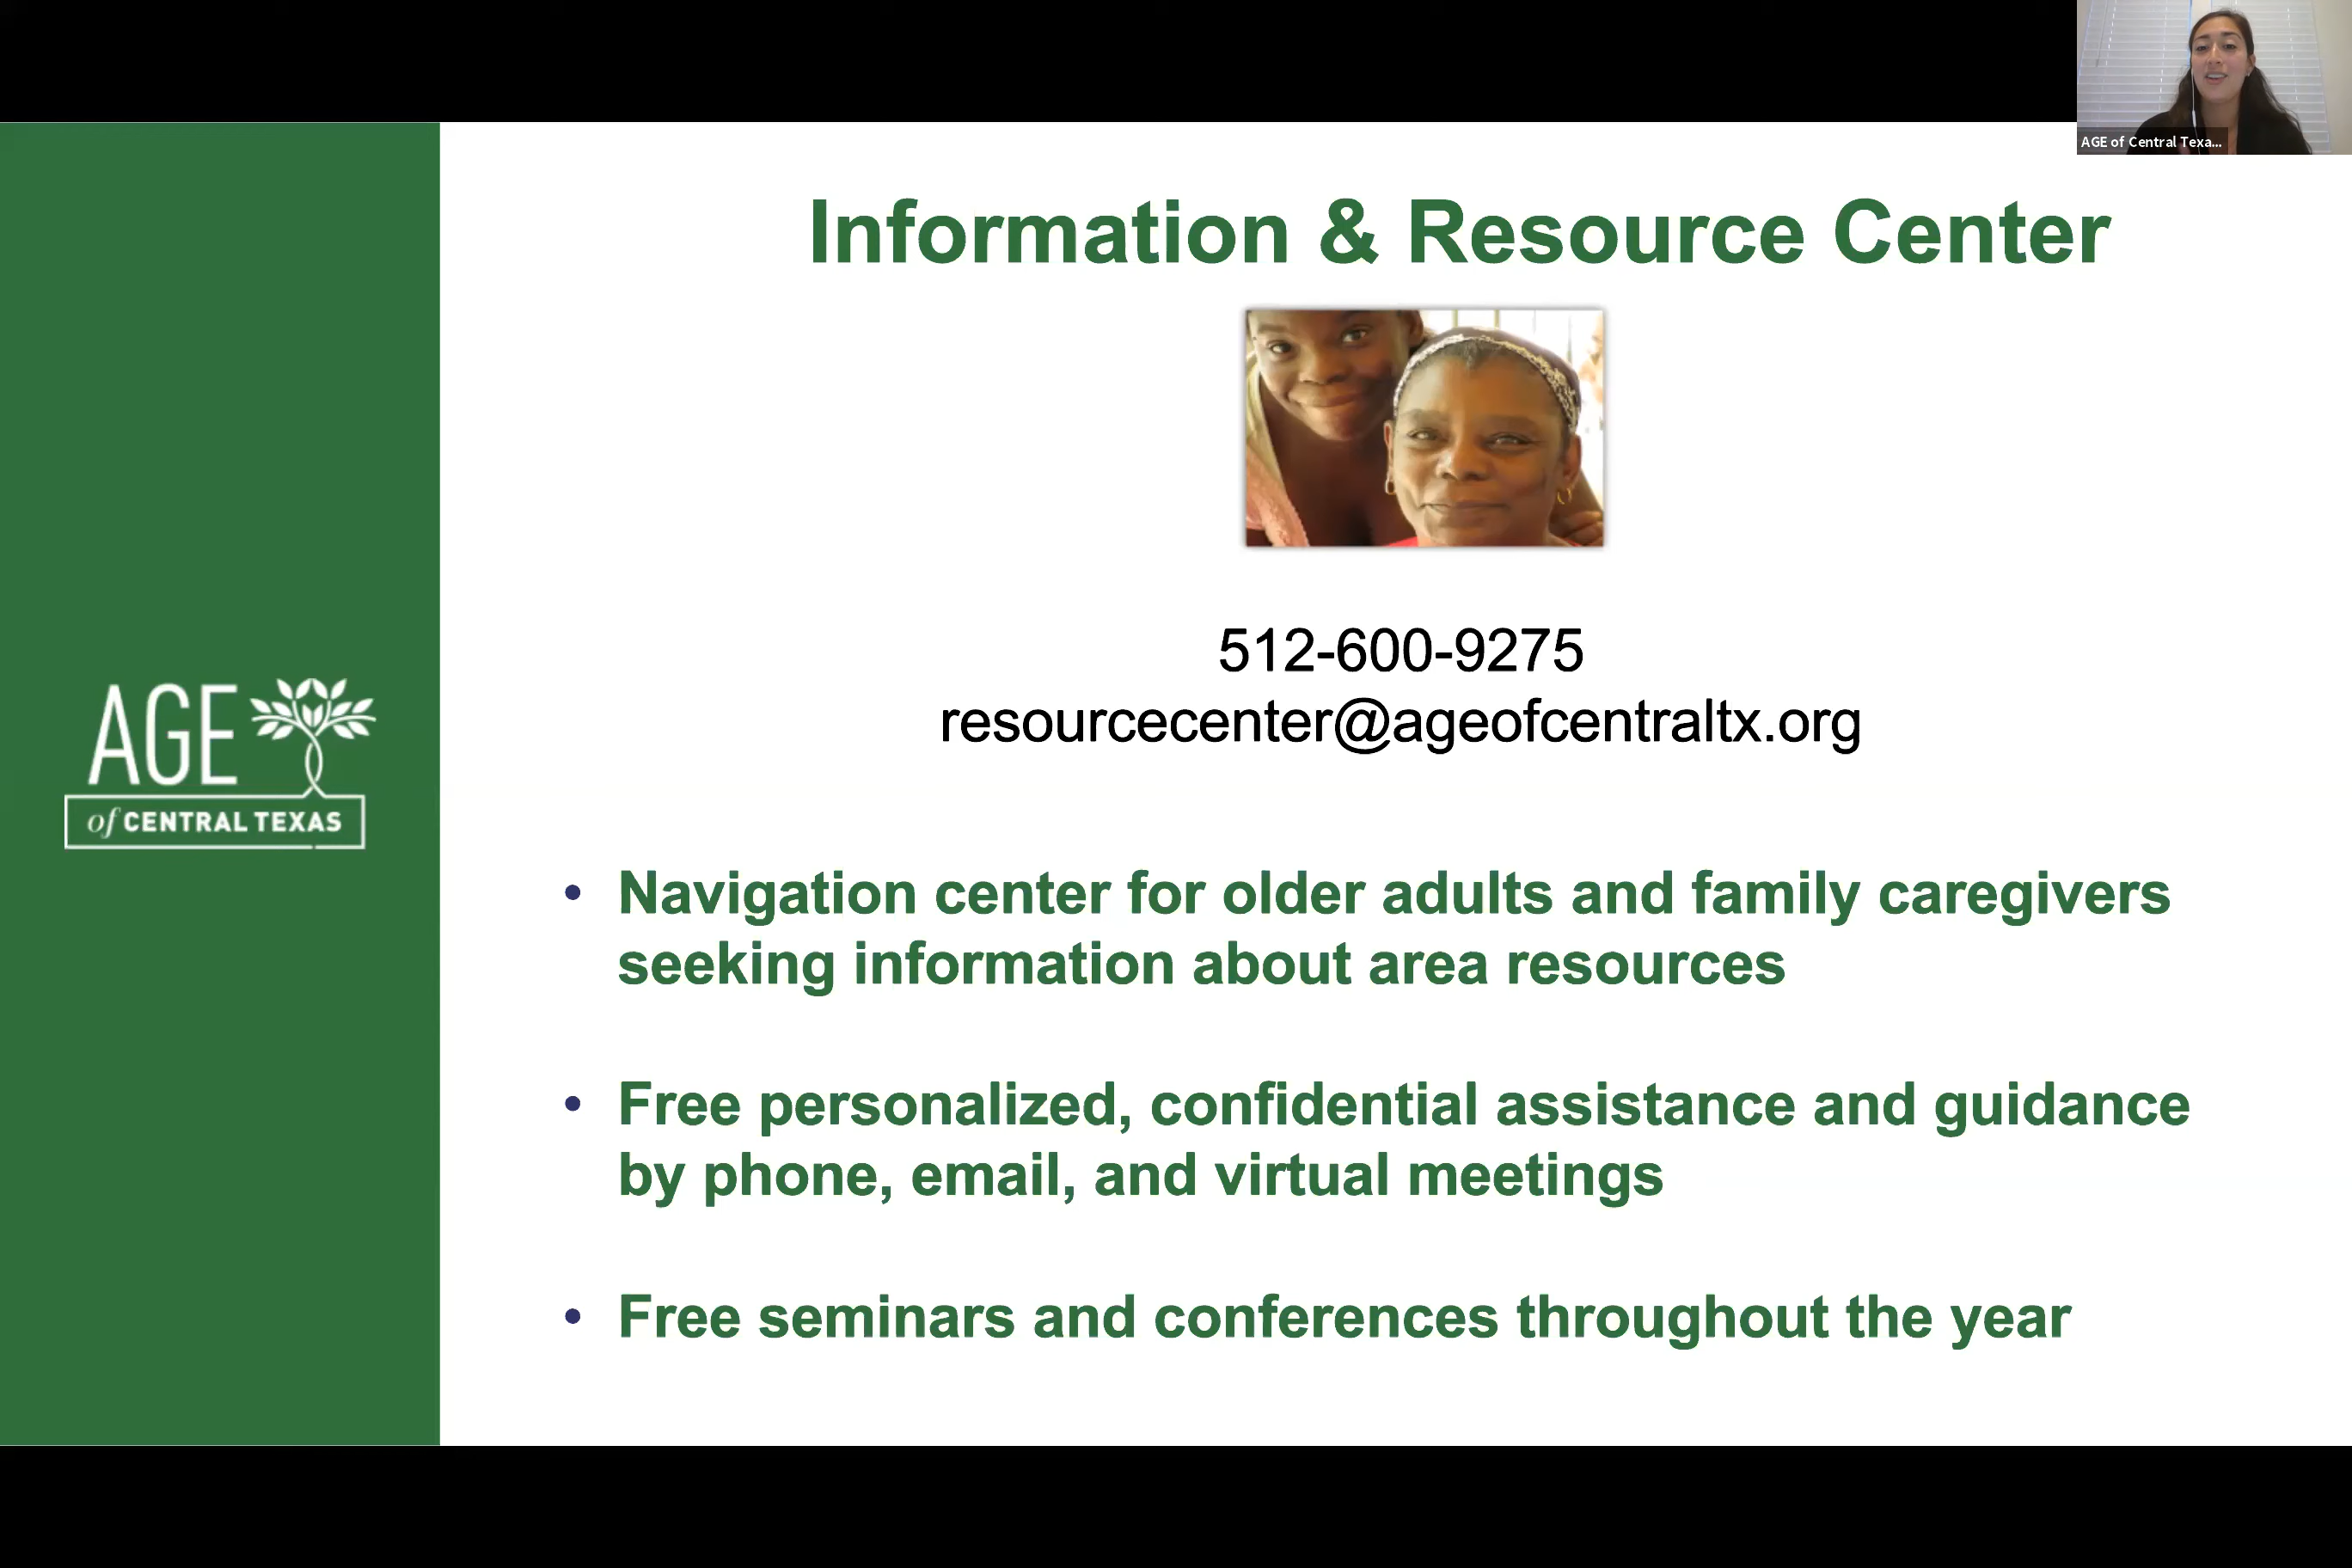 AGE of Central Texa...
Information & Resource Center
512-600-9275
resourcecenter@ageofcentraltx.org
AGE
of CENTRAL TEXAS
• Navigation center for older adults and family caregivers
seeking information about area resources
• Free personalized, confidential assistance and guidance
by phone, email, and virtual meetings
• Free seminars and conferences throughout the year